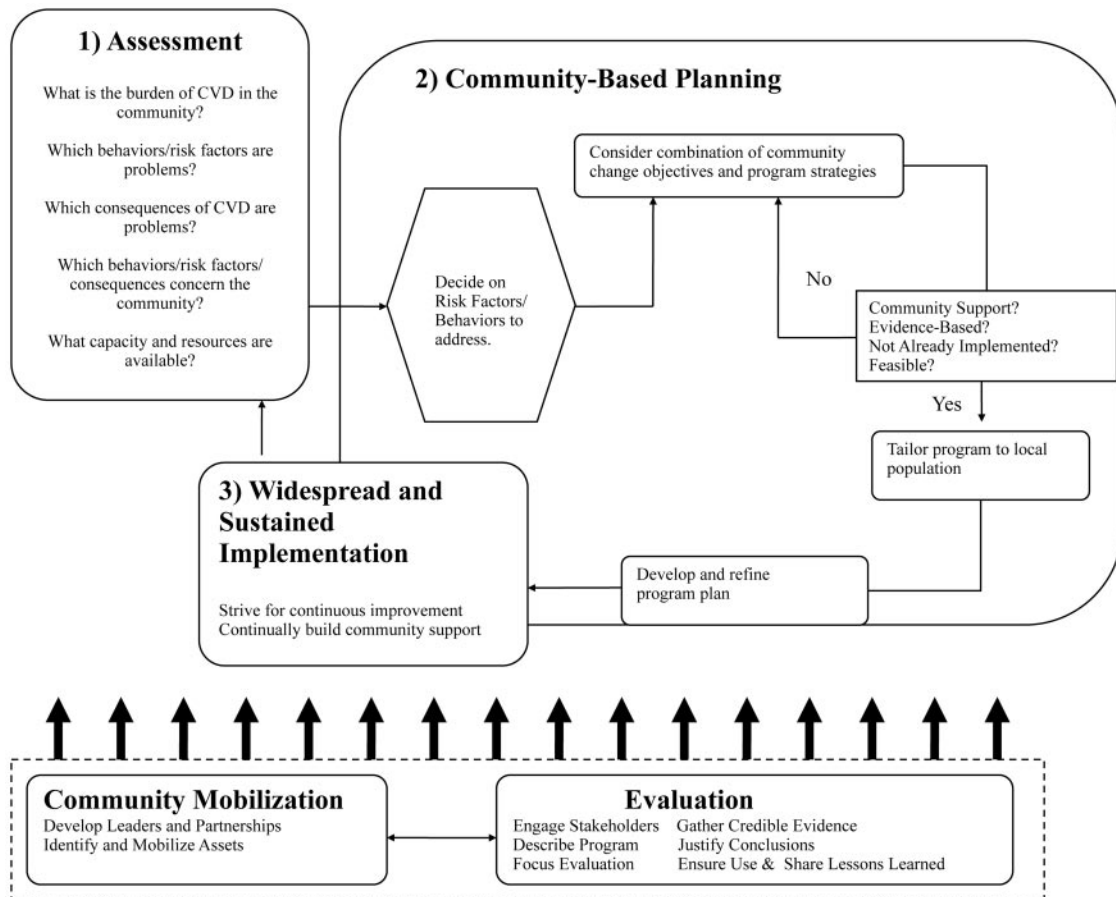 1) Assessment
What is the burden of CVD in the
community?
Which behaviors/risk factors are
problems?
Which consequences of CVD are
problems?
Which behaviors/risk factors/
consequences concern the
community?
What capacity and resources are
available?
2) Community-Based Planning
Consider combination of community
change objectives and program strategies
Decide on
Risk Factors/
Behaviors to
address.
No
Community Support?
Evidence-Based?
Not Already Implemented?
Feasible?
Yes
Tailor program to local
population
Develop and refine
program plan
3) Widespread and
Sustained
Implementation
Strive for continuous improvement
Continually build community support
Community Mobilization
Develop Leaders and Partnerships
Identify and Mobilize Assets
Evaluation
Engage Stakeholders Gather Credible Evidence
Describe Program Justify Conclusions
Focus Evaluation Ensure Use & Share Lessons Learned